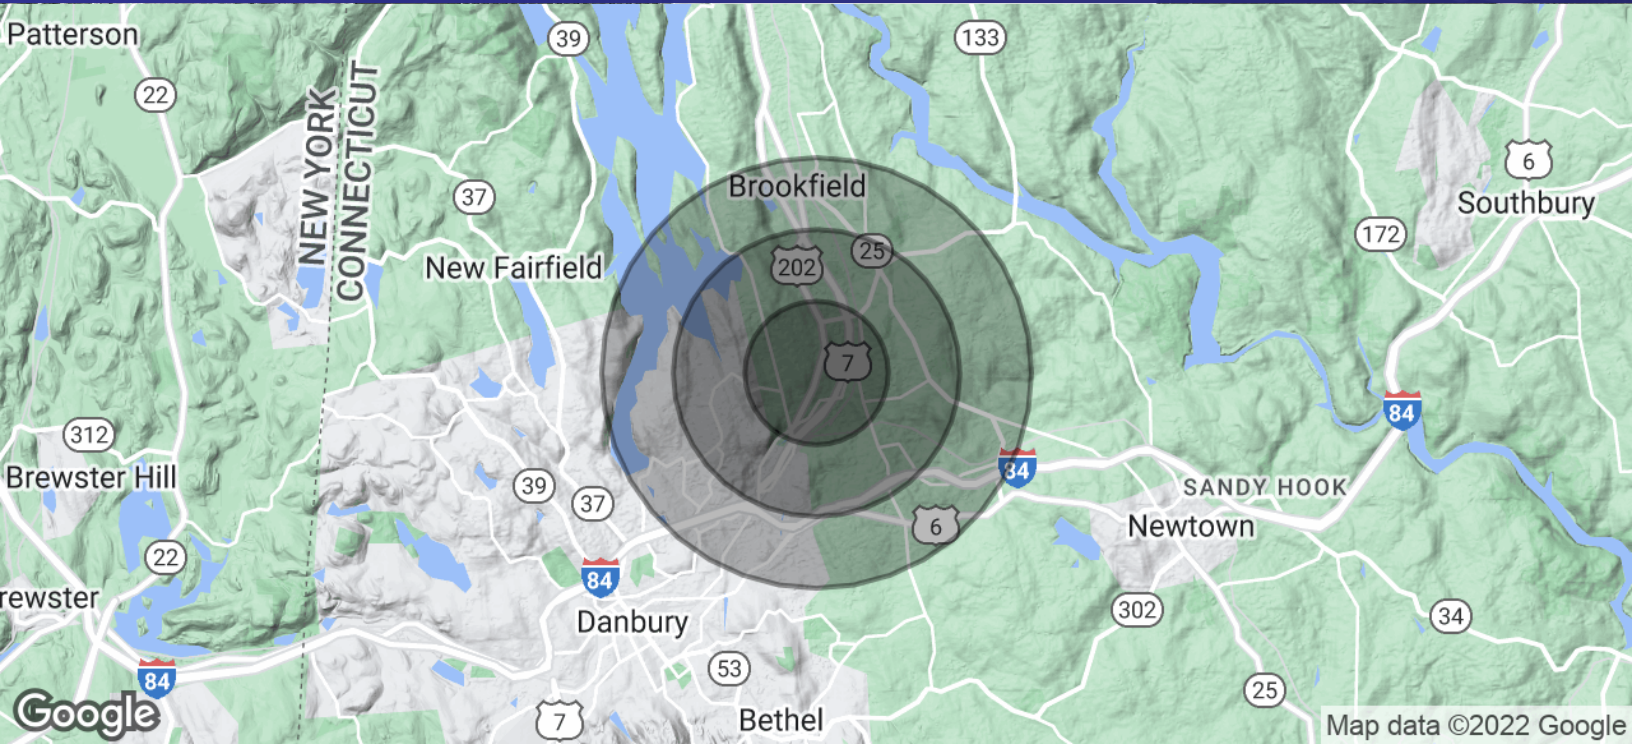 Patterson
39
133
22
NEW YORK
CONNECTICUT
6
Brookfield
37
Southbury
172
25
202
New Fairfield
7
84
312
84
Brewster Hill
39
SANDY HOOK
37
6
Newtown
22
84
rewster
302
34
Danbury
53
84
25
Google
7
Bethel
Map data ©2022 Google